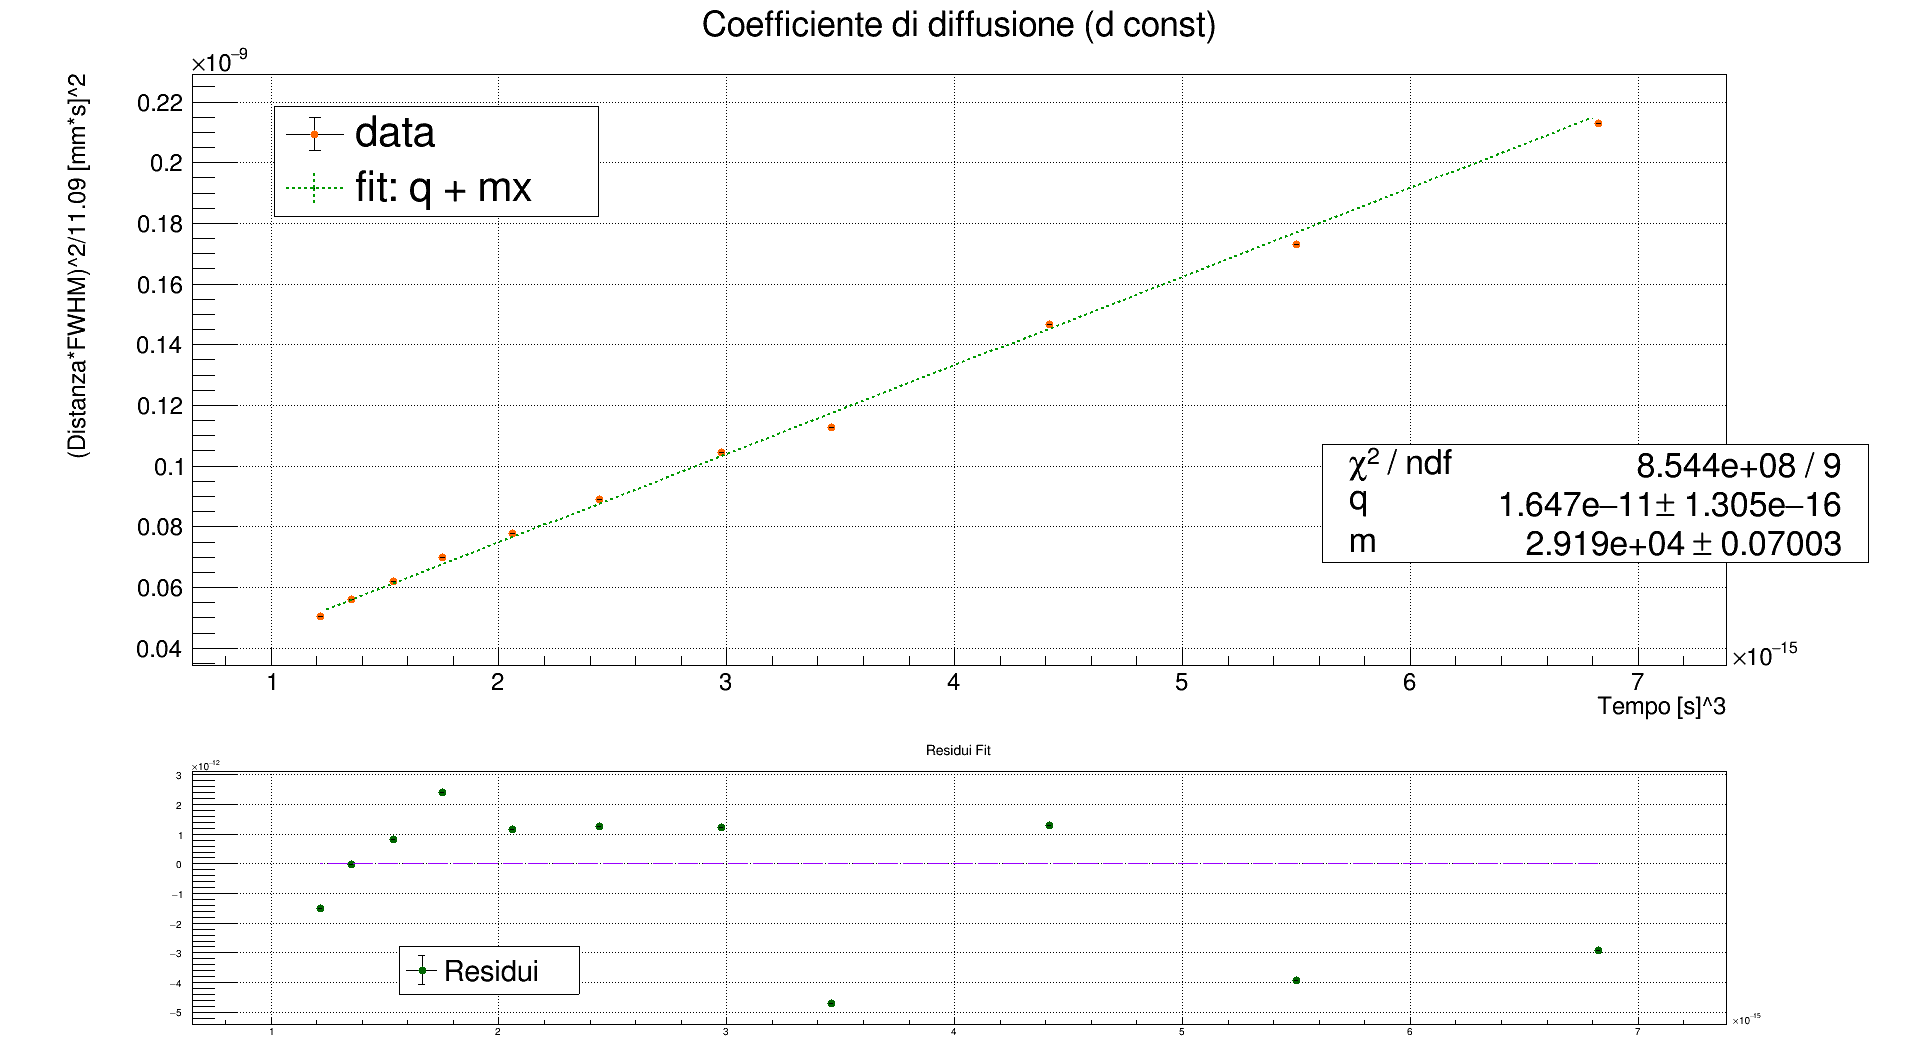 Coefficiente di diffusione (d const)
×10⁻⁹
(Distanza*FWHM)^2/11.09 [mm*s]^2
0.22
0.2
0.18
0.16
0.14
0.12
0.1
0.08
0.06
0.04
data
fit: q + mx
χ² / ndf 8.544e+08 / 9
q 1.647e−11± 1.305e−16
m 2.919e+04 ± 0.07003
1 2 3 4 5 6 7
×10⁻¹⁵
Tempo [s]^3
Residui Fit
×10⁻¹²
3
2
1
0
−1
−2
−3
−4
−5
Residui
1 2 3 4 5 6 7
×10⁻¹⁵